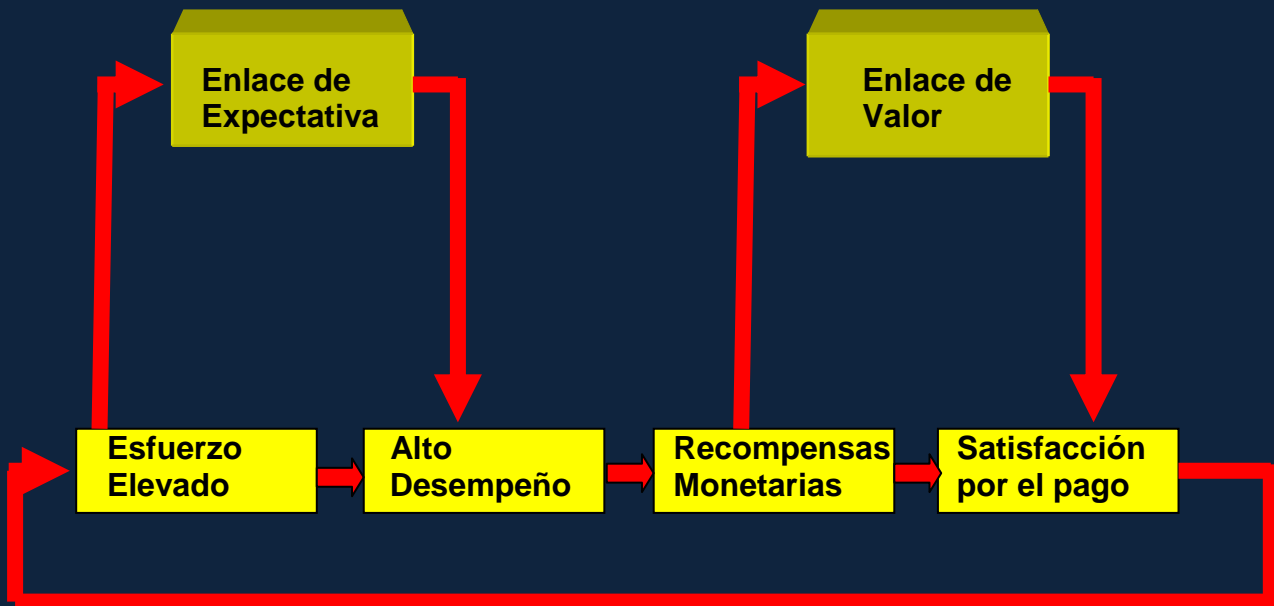 Enlace de
Expectativa
Enlace de
Valor
Esfuerzo
Elevado
Alto
Desempeño
Recompensas
Monetarias
Satisfacción
por el pago